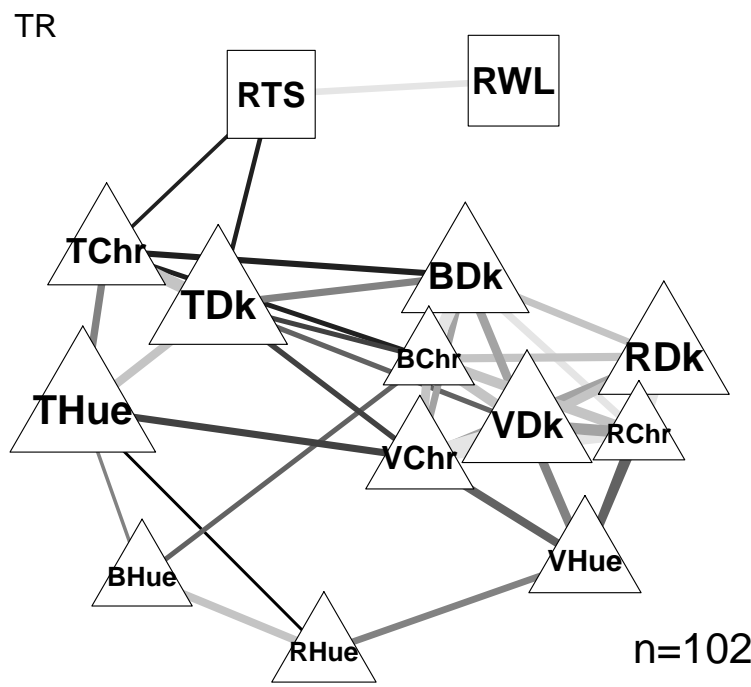 TR
RTS
RWL
TChr
TDk
BDk
BChr
RDk
THue
VDk
RChr
VChr
VHue
BHue
RHue
n=102